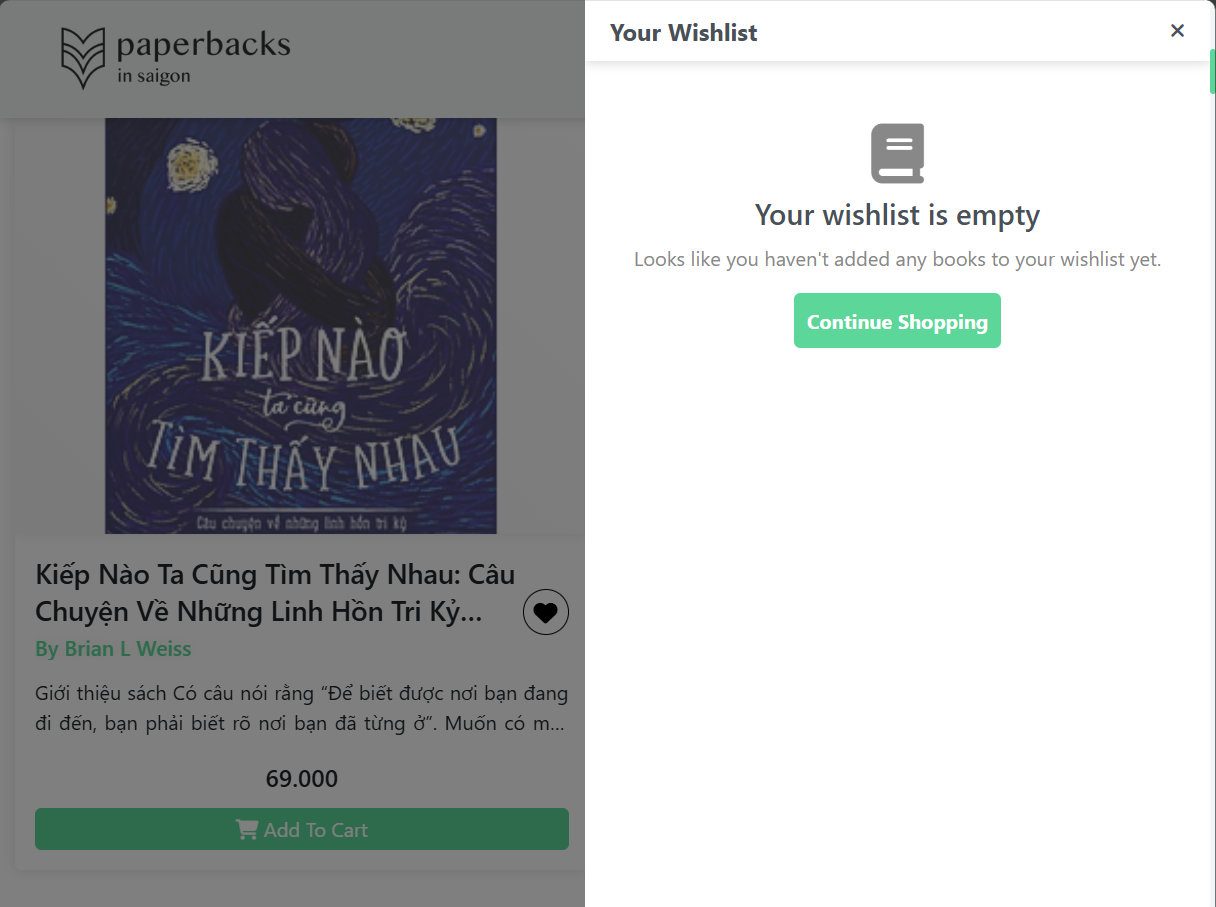 paperbacks
in saigon
KIẾP NÀO
ta cũng
TÌM THẤY NHAU
Câu chuyện về những linh hồn tri kỷ
Kiếp Nào Ta Cũng Tìm Thấy Nhau: Câu
Chuyện Về Những Linh Hồn Tri Kỷ...
By Brian L Weiss
Giới thiệu sách Có câu nói rằng “Để biết được nơi bạn đang
đi đến, bạn phải biết rõ nơi bạn đã từng ở”. Muốn có m...
69.000
Add To Cart
Your Wishlist
Your wishlist is empty
Looks like you haven't added any books to your wishlist yet.
Continue Shopping